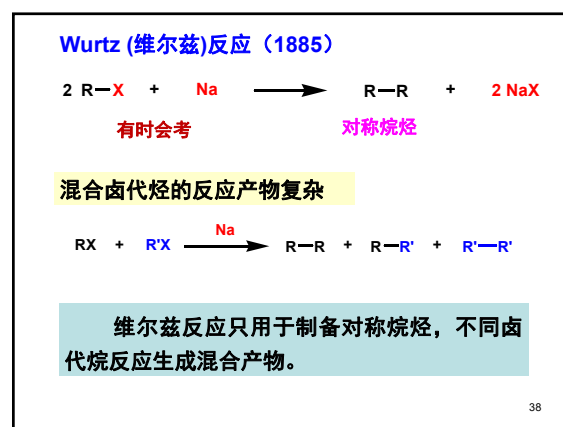 Wurtz (维尔兹)反应（1885）
2 R—X + Na ⟶ R—R + 2 NaX
有时会考 对称烷烃
混合卤代烃的反应产物复杂
Na
RX + R'X ⟶ R—R + R—R' + R'—R'
维尔兹反应只用于制备对称烷烃，不同卤
代烷反应生成混合产物。
38